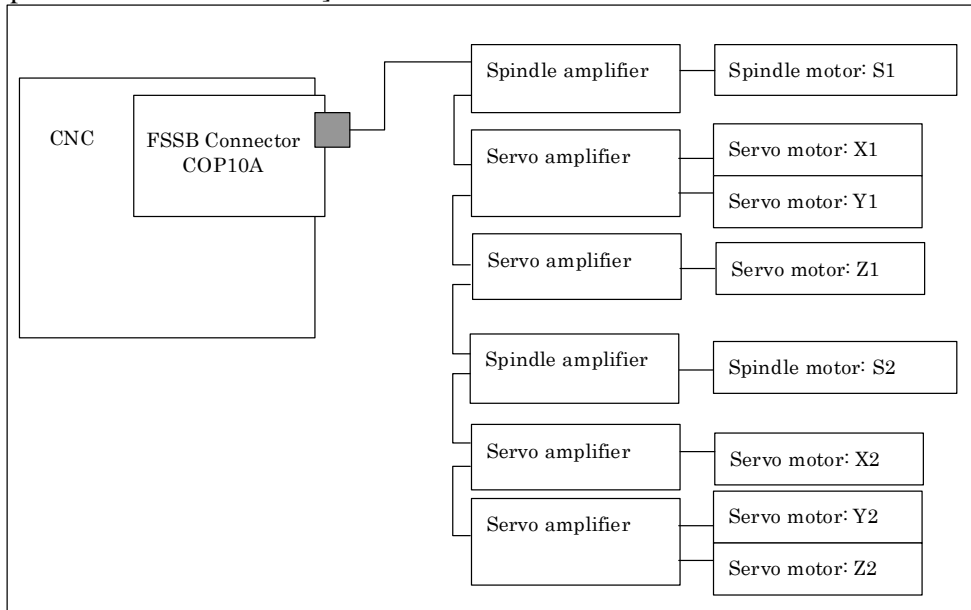 Spindle amplifier
Spindle motor: S1
CNC
FSSB Connector
COP10A
Servo amplifier
Servo motor: X1
Servo motor: Y1
Servo amplifier
Servo motor: Z1
Spindle amplifier
Spindle motor: S2
Servo amplifier
Servo motor: X2
Servo amplifier
Servo motor: Y2
Servo motor: Z2